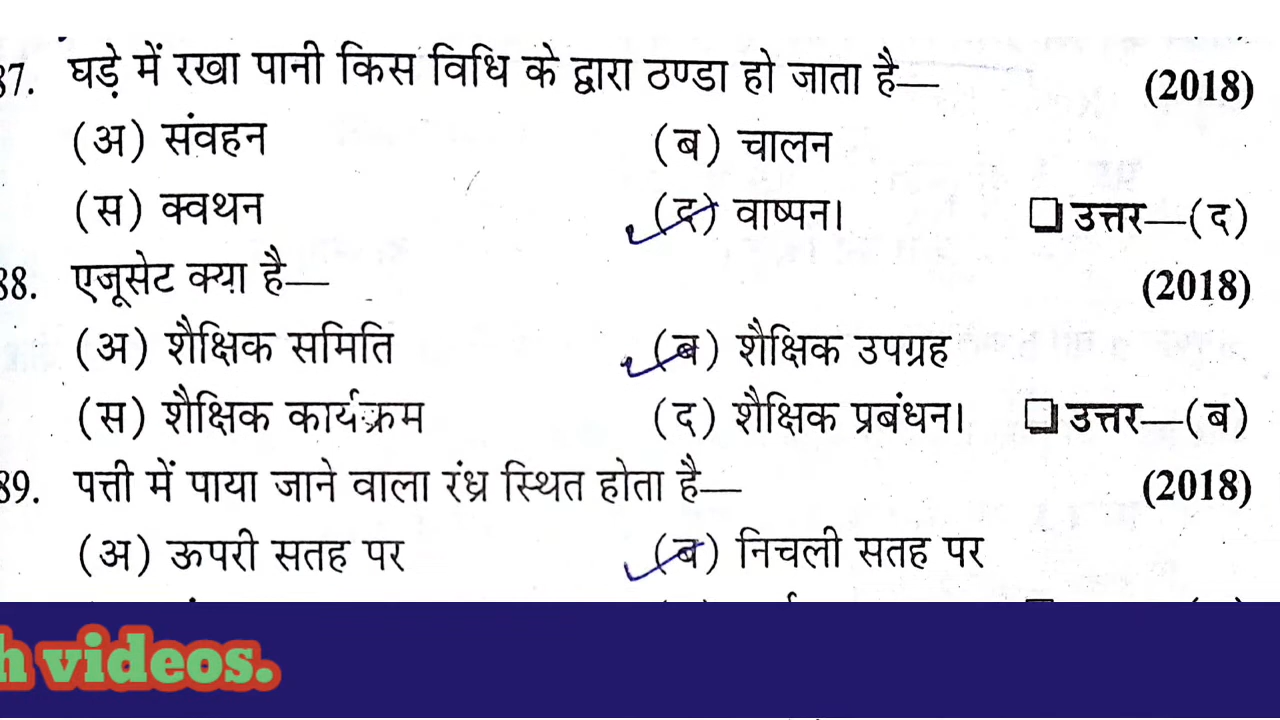 37. घड़े में रखा पानी किस विधि के द्वारा ठण्डा हो जाता है— (2018)
(अ) संवहन (ब) चालन
(स) क्वथन (द) वाष्पन। ❑ उत्तर—(द)
38. एजूसेट क्या है— (2018)
(अ) शैक्षिक समिति (ब) शैक्षिक उपग्रह
(स) शैक्षिक कार्यक्रम (द) शैक्षिक प्रबंधन। ❑ उत्तर—(ब)
39. पत्ती में पाया जाने वाला रंध्र स्थित होता है— (2018)
(अ) ऊपरी सतह पर (ब) निचली सतह पर
h videos.